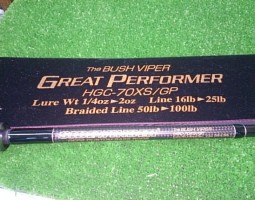 The BUSH VIPER
GREAT PERFORMER
HGC-70XS/GP
Lure Wt 1/4oz►2oz Line 16lb►25lb
Braided Line 50lb►100lb